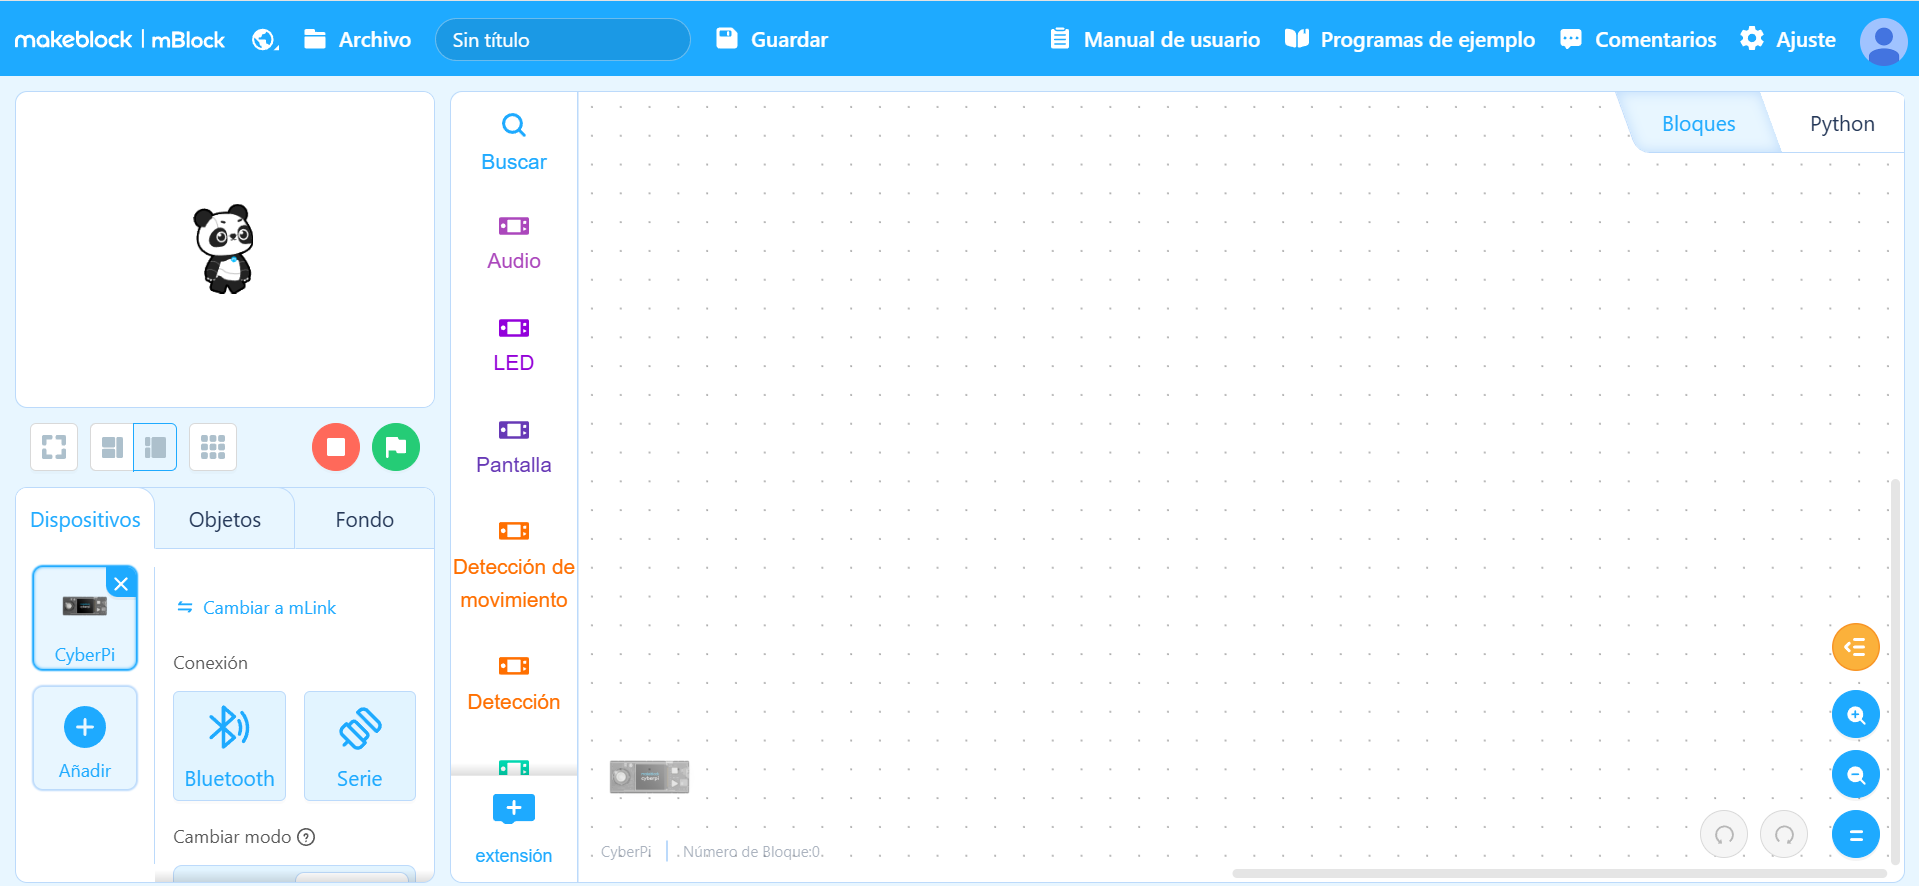 makeblock | mBlock
Archivo
Sin título
Guardar
Manual de usuario
Programas de ejemplo
Comentarios
Ajuste
Dispositivos
Objetos
Fondo
CyberPi
Añadir
Cambiar a mLink
Conexión
Bluetooth
Serie
Cambiar modo
Buscar
Audio
LED
Pantalla
Detección de
movimiento
Detección
extensión
Bloques
Python
CyberPi
Número de Bloque:0